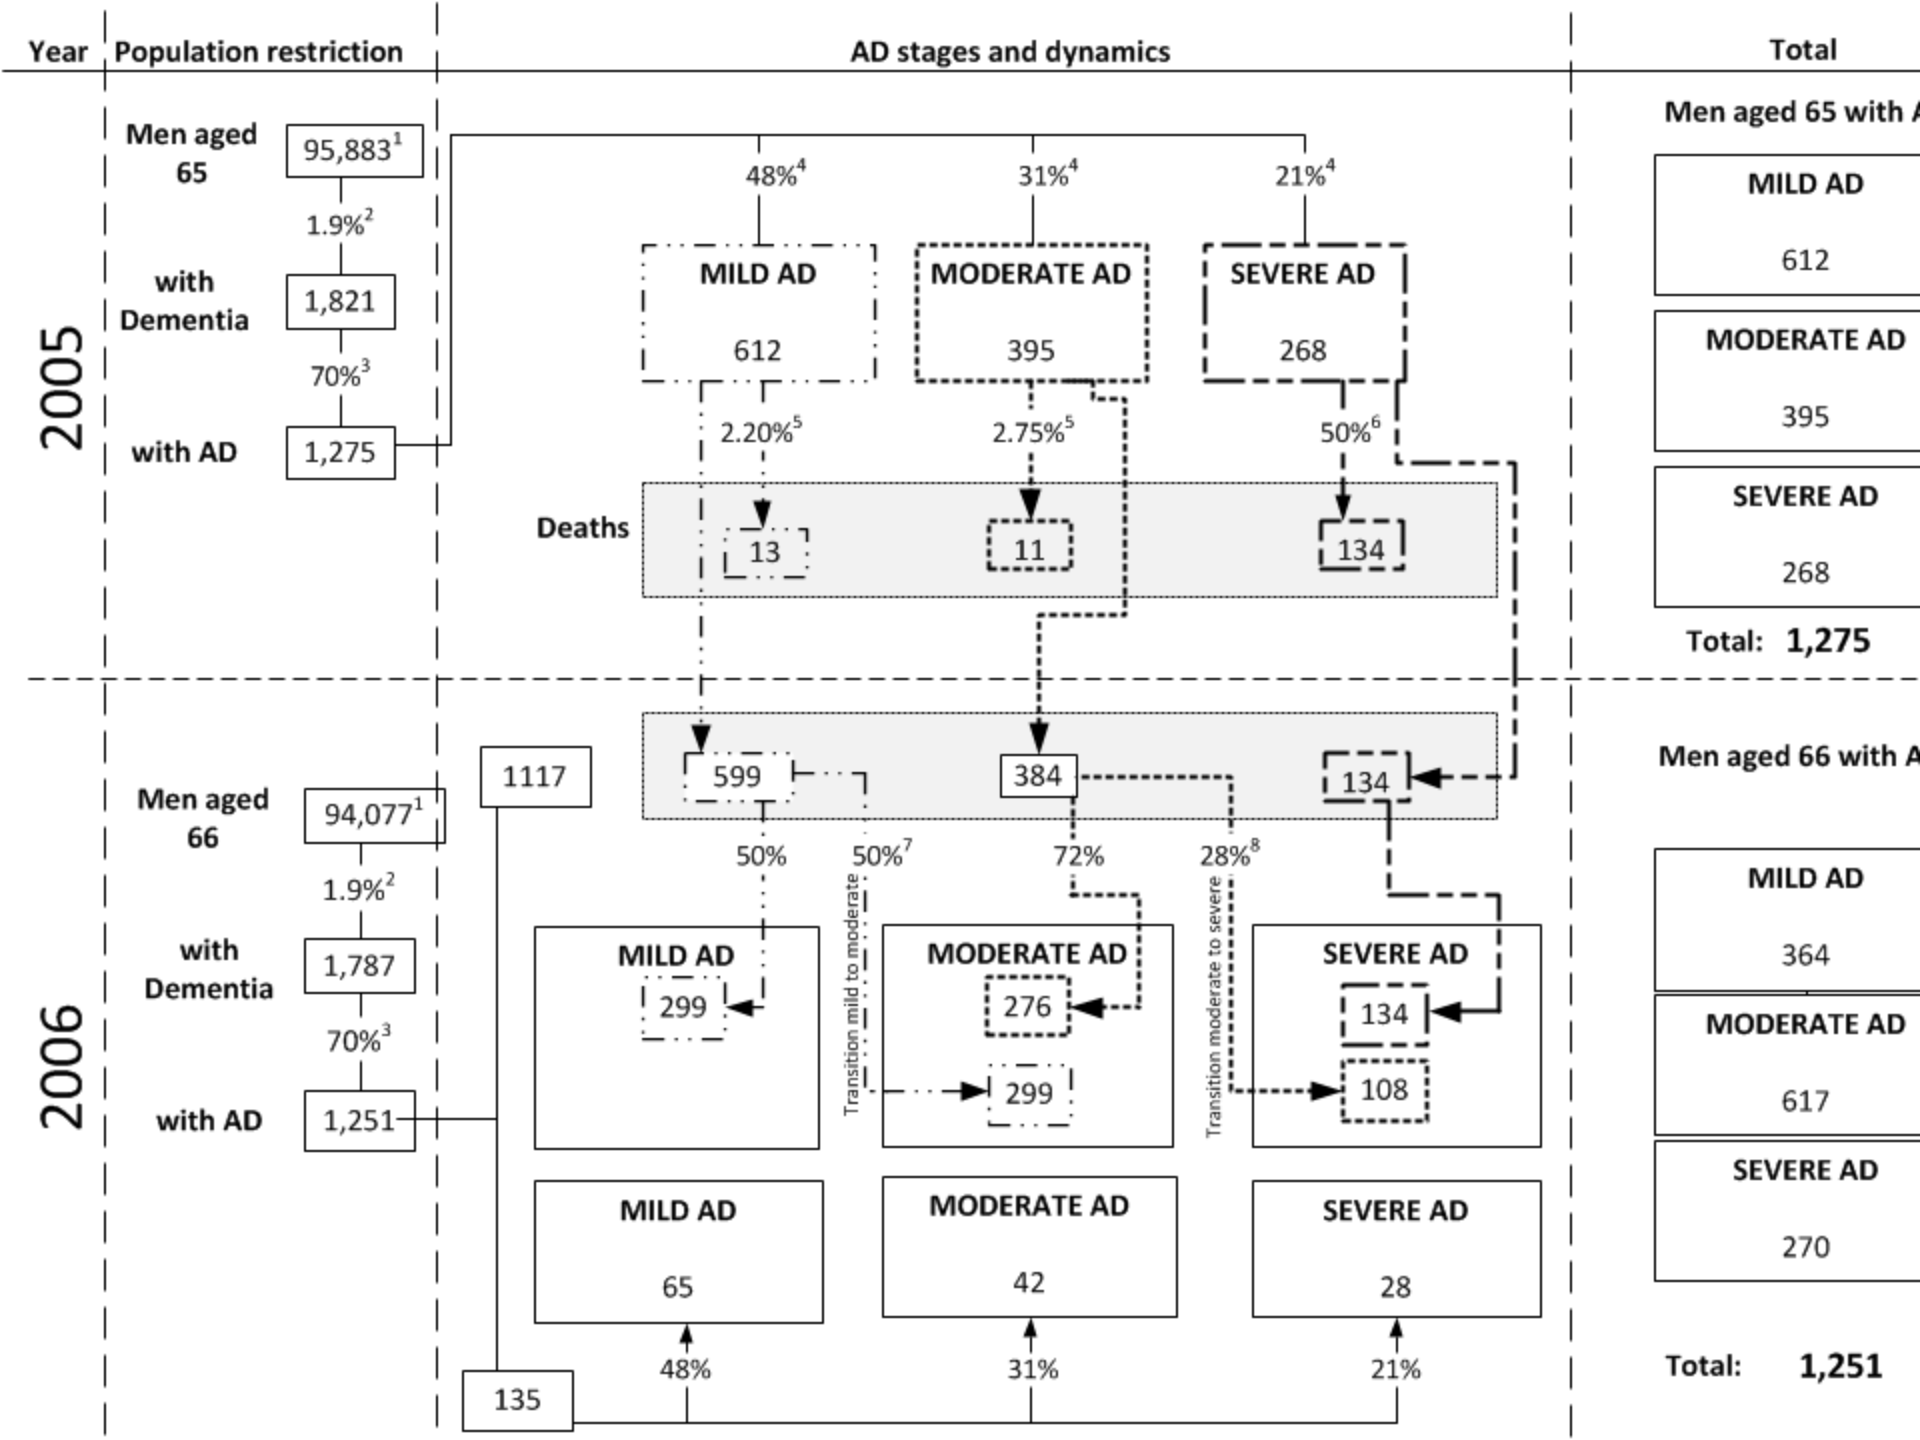 Year Population restriction AD stages and dynamics Total
2005
Men aged
65
95,883¹
1.9%²
with
Dementia
1,821
70%³
with AD
1,275
48%⁴ 31%⁴ 21%⁴
MILD AD
612
MODERATE AD
395
SEVERE AD
268
2.20%⁵ 2.75%⁵ 50%⁶
Deaths
13 11 134
Men aged 65 with A
MILD AD
612
MODERATE AD
395
SEVERE AD
268
Total: 1,275
2006
Men aged
66
94,077¹
1.9%²
with
Dementia
1,787
70%³
with AD
1,251
1117
599 384 134
50% 50%⁷ 72% 28%⁸
Transition mild to moderate
Transition moderate to severe
MILD AD
299
MODERATE AD
276
299
SEVERE AD
134
108
MILD AD
65
MODERATE AD
42
SEVERE AD
28
48% 31% 21%
135
Men aged 66 with A
MILD AD
364
MODERATE AD
617
SEVERE AD
270
Total: 1,251